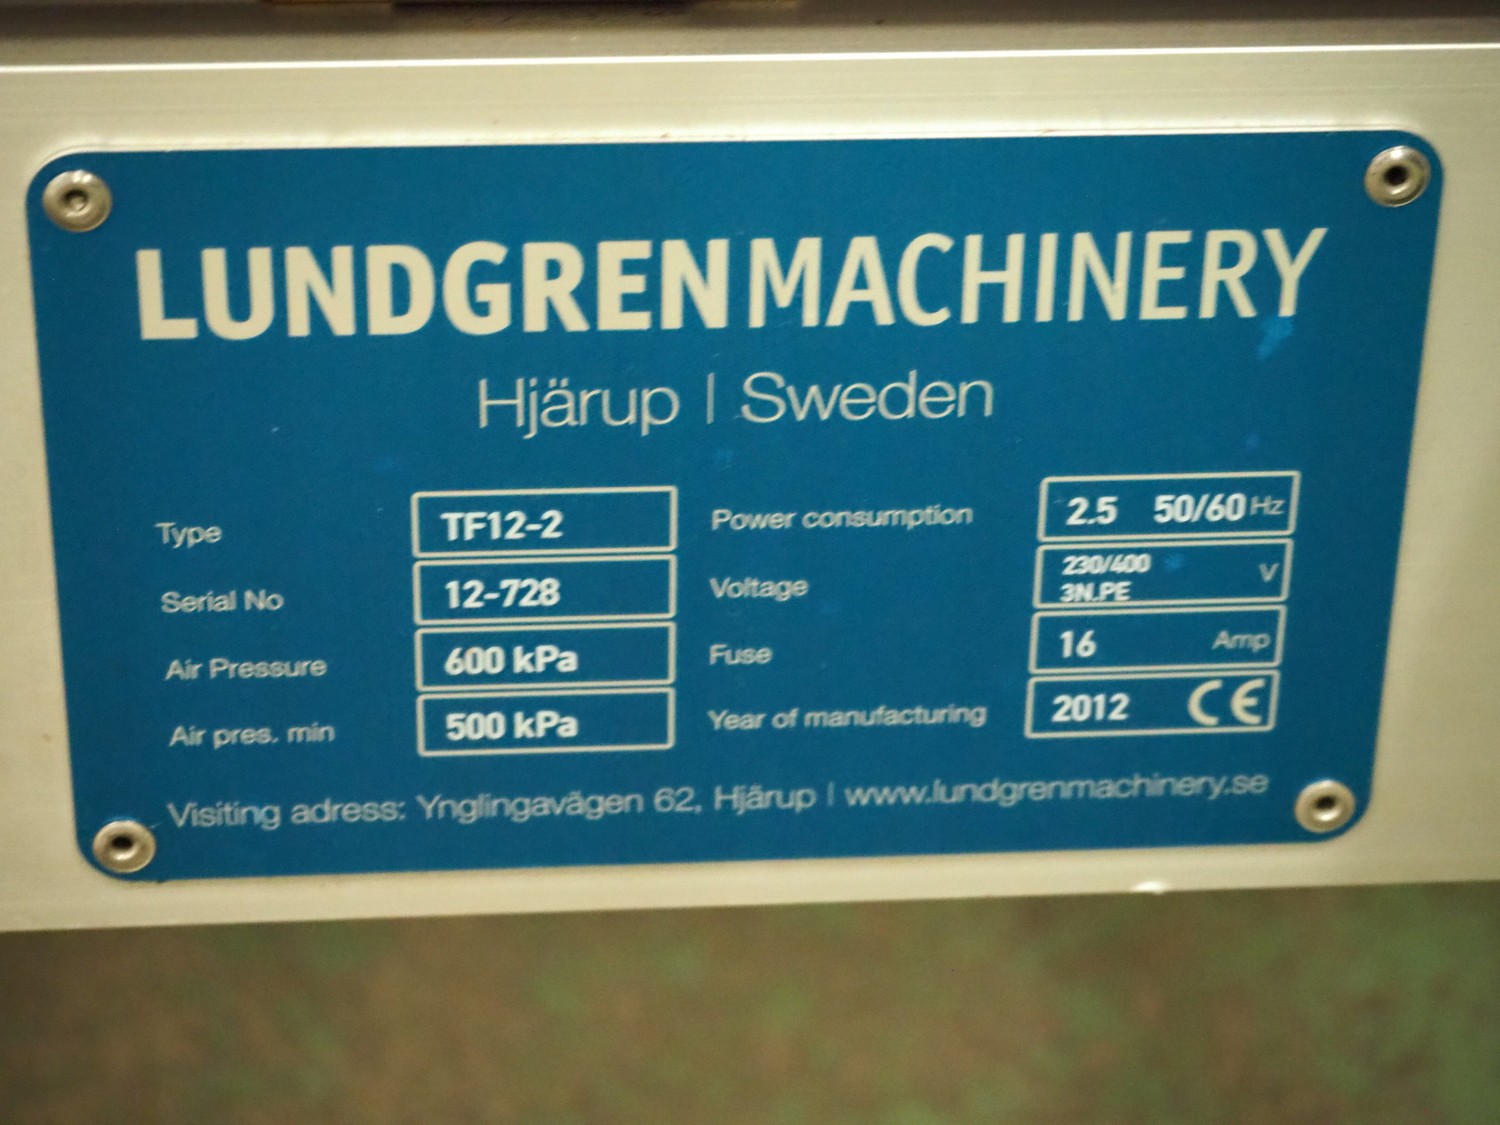 LUNDGRENMACHINERY
Hjärup | Sweden
Type TF12-2 Power consumption 2.5 50/60 Hz
Serial No 12-728 Voltage 230/400 3N.PE V
Air Pressure 600 kPa Fuse 16 Amp
Air pres. min 500 kPa Year of manufacturing 2012 CE
Visiting adress: Ynglingavägen 62, Hjärup | www.lundgrenmachinery.se